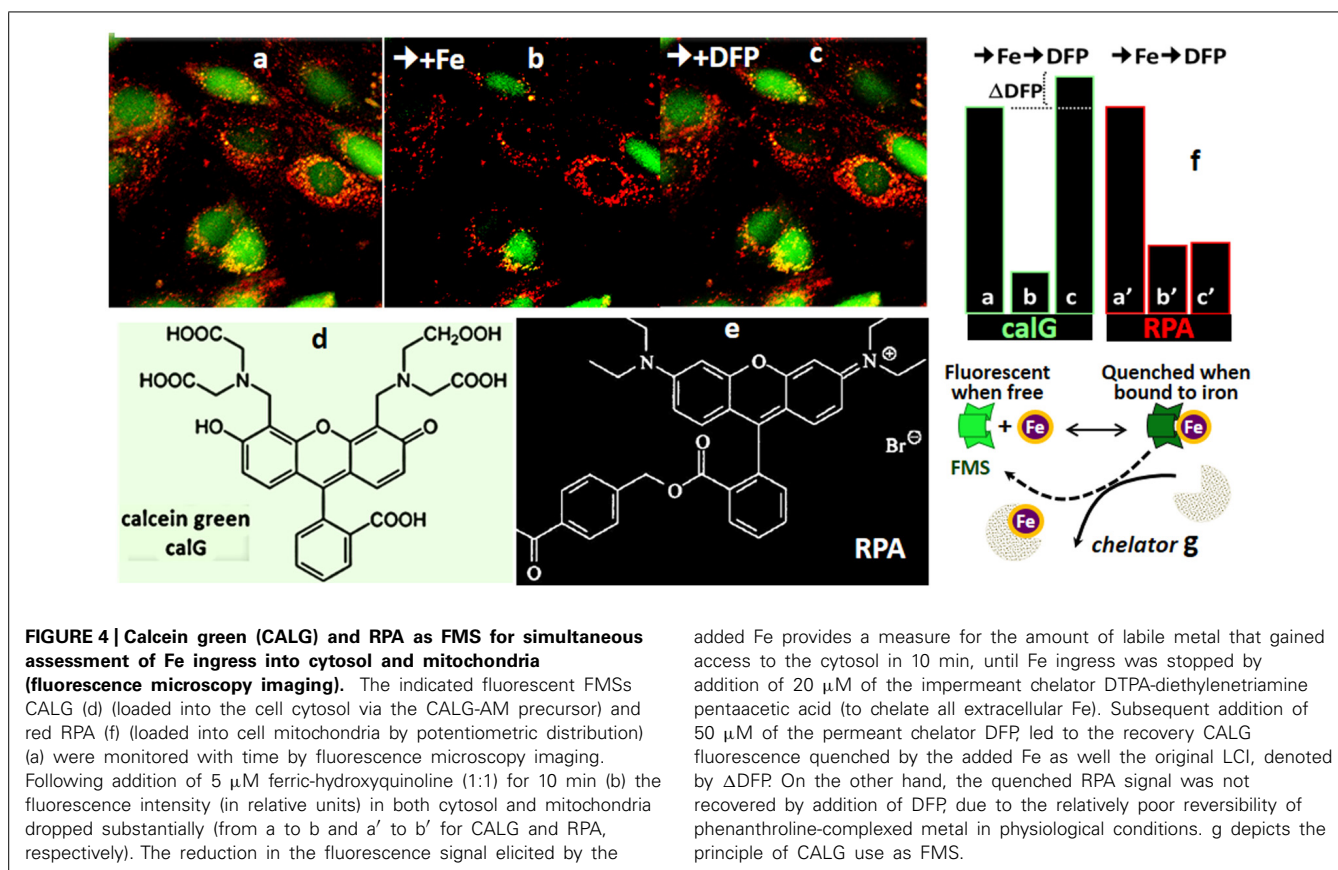 a
→+Fe b
→+DFP c
→Fe→DFP →Fe→DFP
ΔDFP
f
a b c a′ b′ c′
calG RPA
d
HOOC
CH₂OOH
HOOC
N
N
COOH
HO
O
O
COOH
calcein green
calG
e
N
O
N⊕
Br⊖
O
O
O
RPA
Fluorescent
when free
Quenched when
bound to iron
+ Fe
Fe
FMS
Fe
chelator g
FIGURE 4 | Calcein green (CALG) and RPA as FMS for simultaneous
assessment of Fe ingress into cytosol and mitochondria
(fluorescence microscopy imaging). The indicated fluorescent FMSs
CALG (d) (loaded into the cell cytosol via the CALG-AM precursor) and
red RPA (f) (loaded into cell mitochondria by potentiometric distribution)
(a) were monitored with time by fluorescence microscopy imaging.
Following addition of 5 μM ferric-hydroxyquinoline (1:1) for 10 min (b) the
fluorescence intensity (in relative units) in both cytosol and mitochondria
dropped substantially (from a to b and a′ to b′ for CALG and RPA,
respectively). The reduction in the fluorescence signal elicited by the
added Fe provides a measure for the amount of labile metal that gained
access to the cytosol in 10 min, until Fe ingress was stopped by
addition of 20 μM of the impermeant chelator DTPA-diethylenetriamine
pentaacetic acid (to chelate all extracellular Fe). Subsequent addition of
50 μM of the permeant chelator DFP, led to the recovery CALG
fluorescence quenched by the added Fe as well the original LCI, denoted
by ΔDFP. On the other hand, the quenched RPA signal was not
recovered by addition of DFP, due to the relatively poor reversibility of
phenanthroline-complexed metal in physiological conditions. g depicts the
principle of CALG use as FMS.